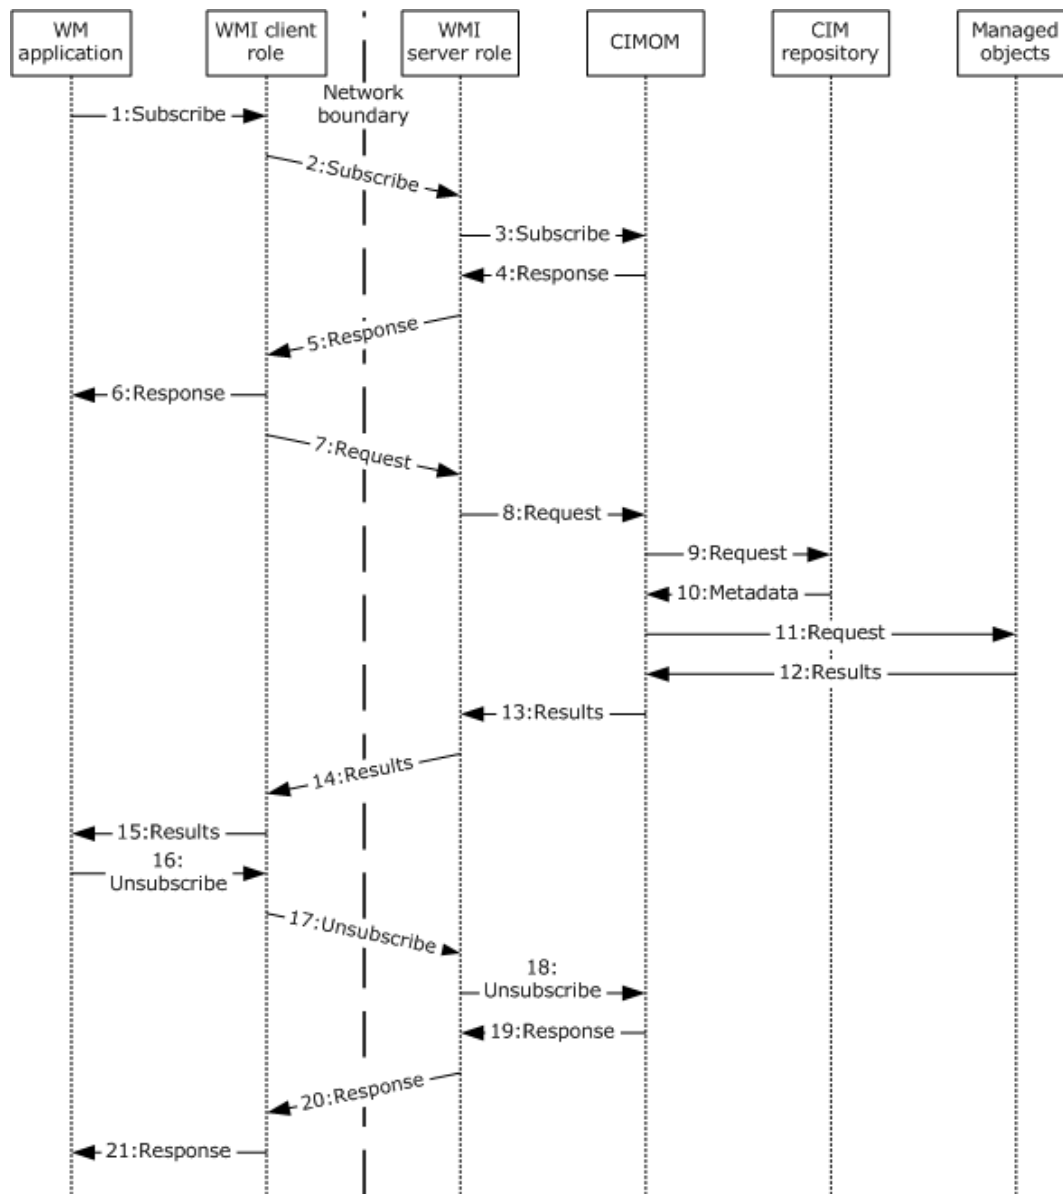 WM
application
WMI client
role
WMI
server role
CIMOM
CIM
repository
Managed
objects
Network
boundary
1:Subscribe
2:Subscribe
3:Subscribe
4:Response
5:Response
6:Response
7:Request
8:Request
9:Request
10:Metadada
11:Request
12:Results
13:Results
14:Results
15:Results
16:
Unsubscribe
17:Unsubscribe
18:
Unsubscribe
19:Response
20:Response
21:Response